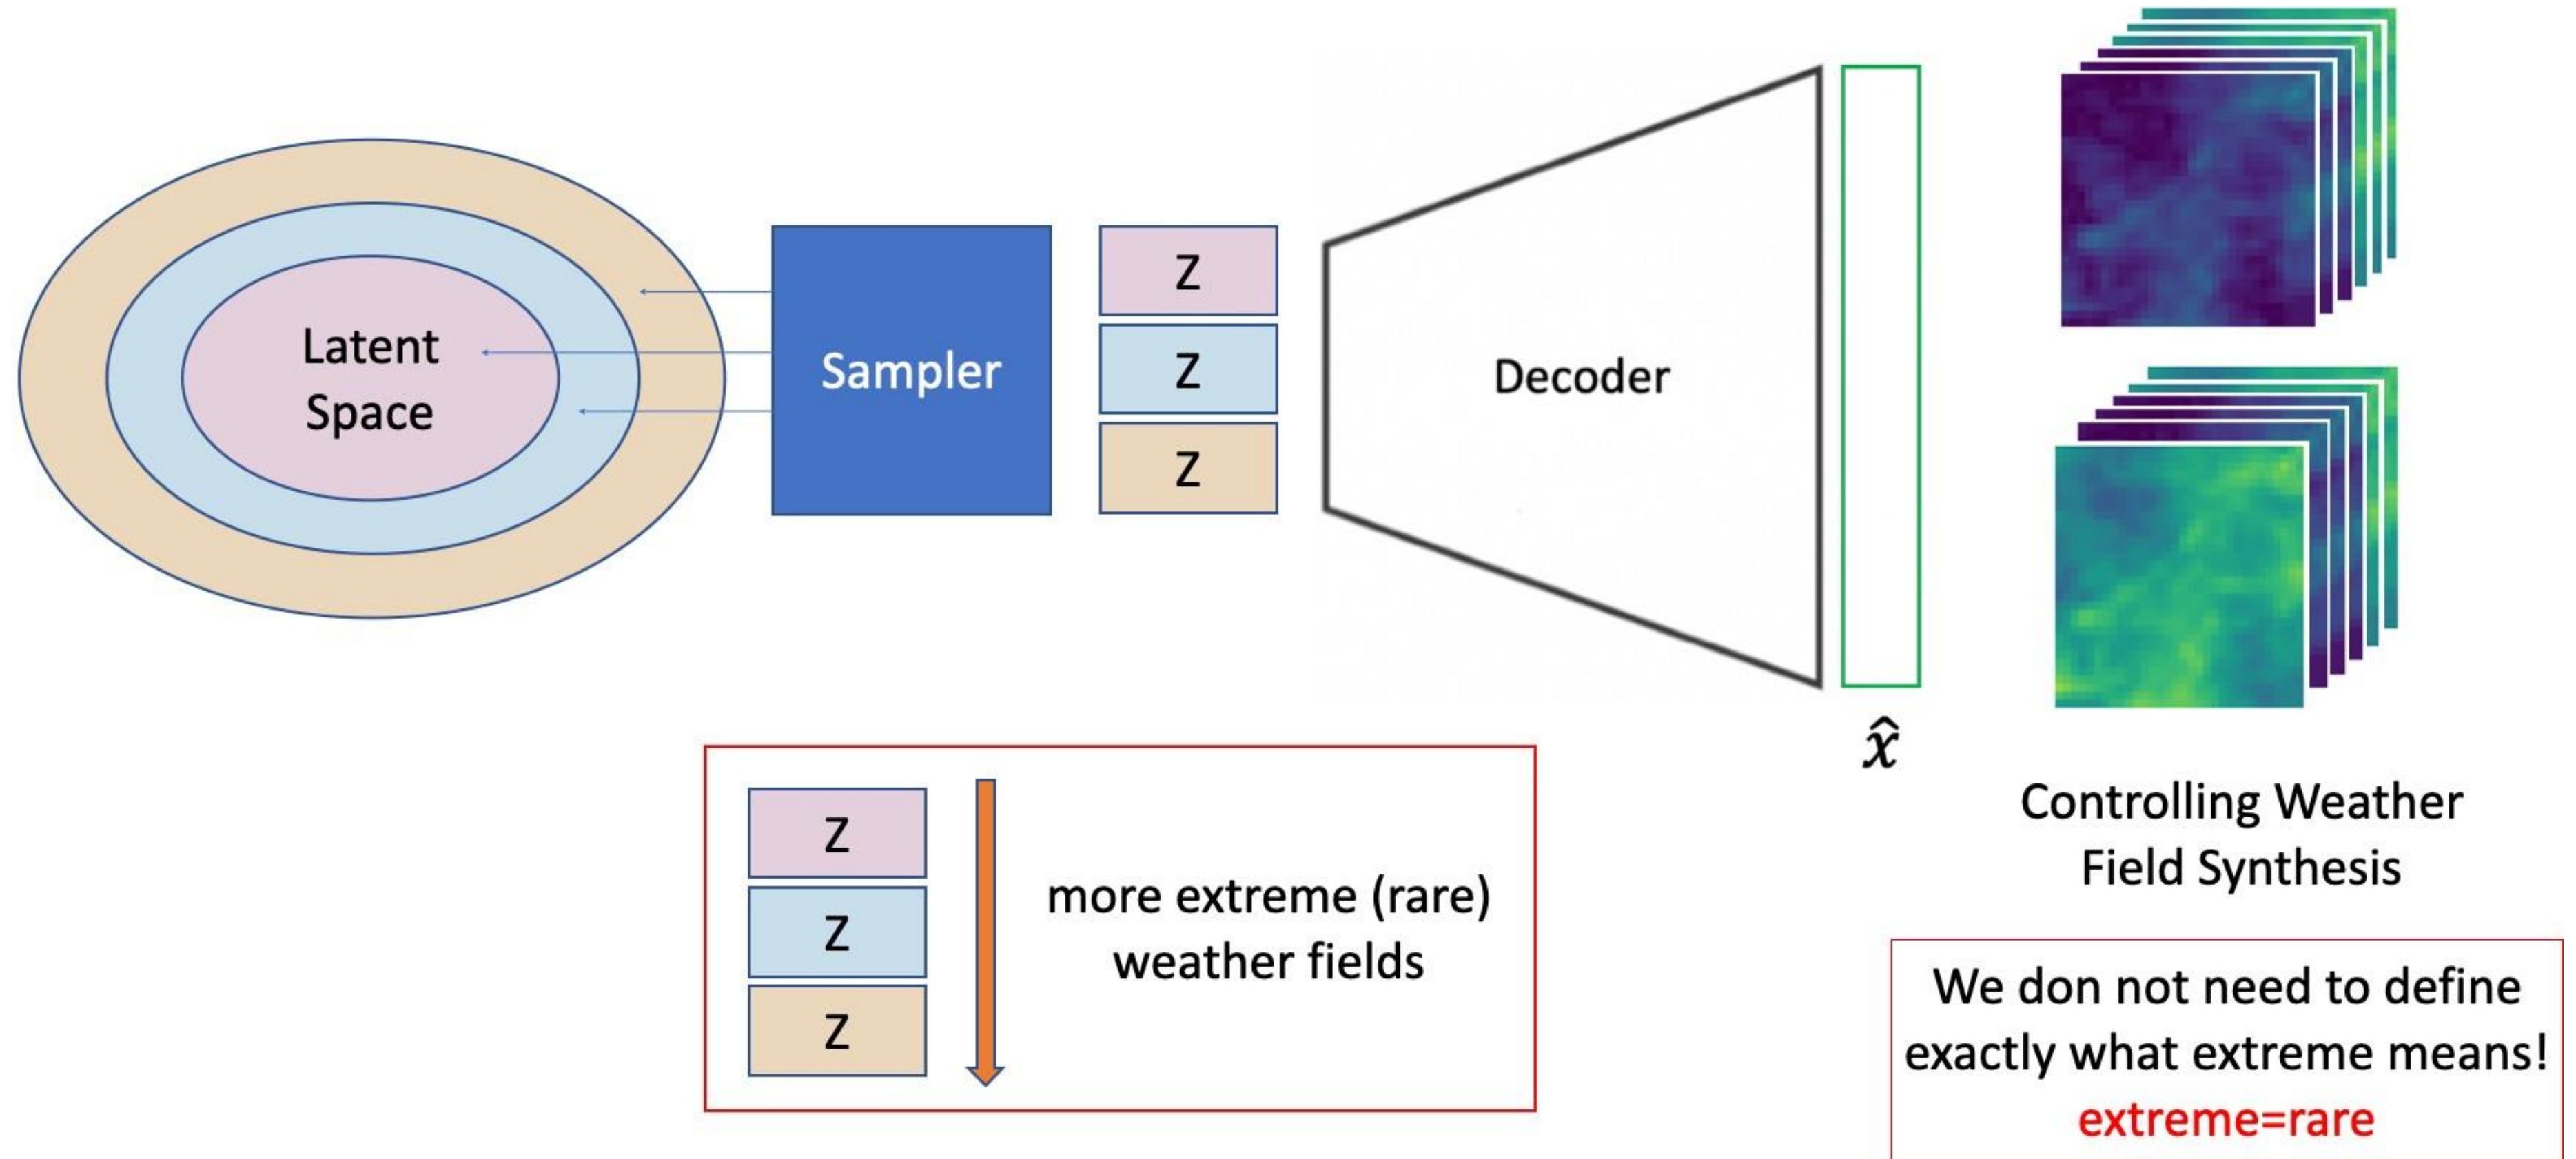 Latent
Space
Sampler
Z
Z
Z
Decoder
x̂
Z
Z
Z
more extreme (rare)
weather fields
Controlling Weather
Field Synthesis
We don not need to define
exactly what extreme means!
extreme=rare